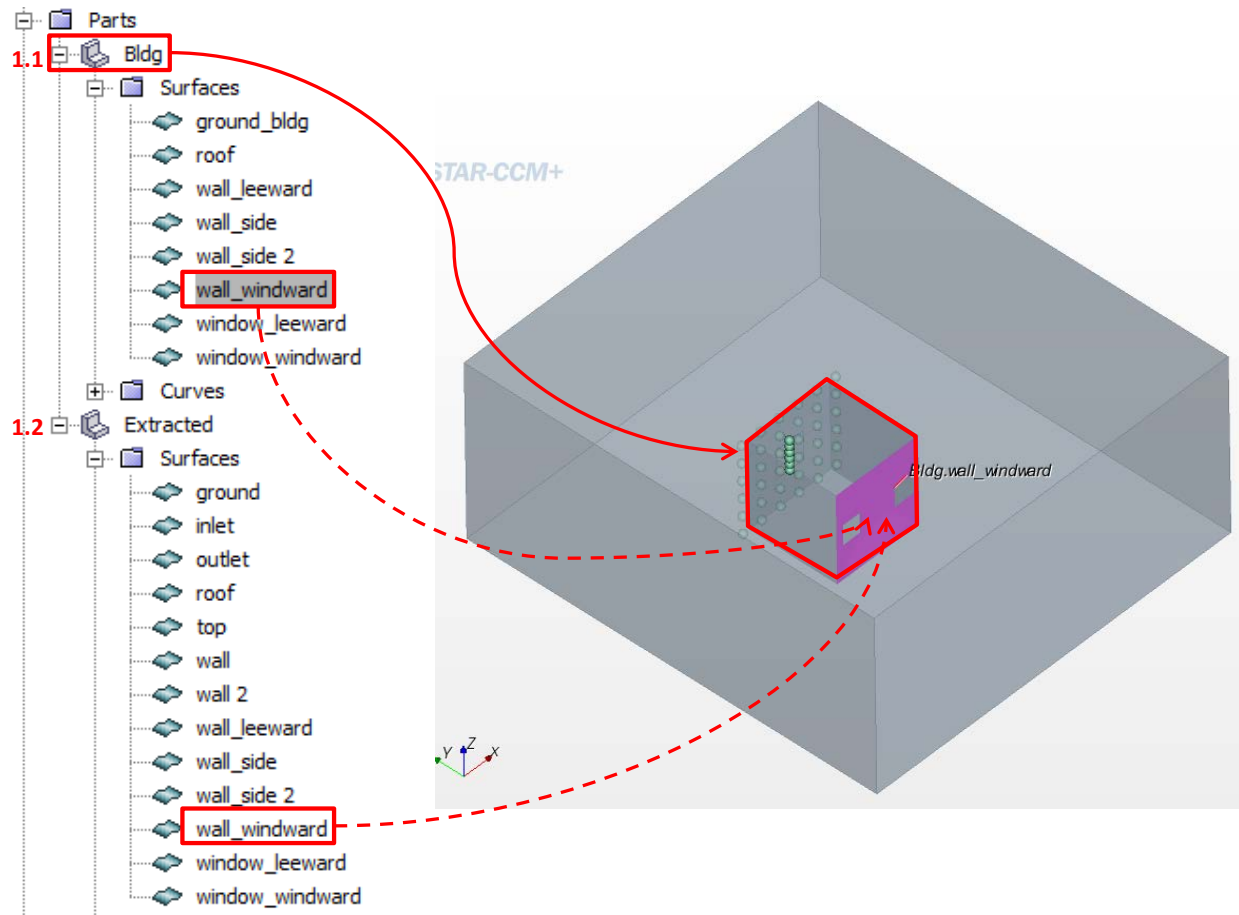 Parts
1.1 Bldg
Surfaces
ground_bldg
roof
wall_leeward
wall_side
wall_side 2
wall_windward
window_leeward
window_windward
Curves
1.2 Extracted
Surfaces
ground
inlet
outlet
roof
top
wall
wall 2
wall_leeward
wall_side
wall_side 2
wall_windward
window_leeward
window_windward
STAR-CCM+
Bldg.wall_windward
Y Z X